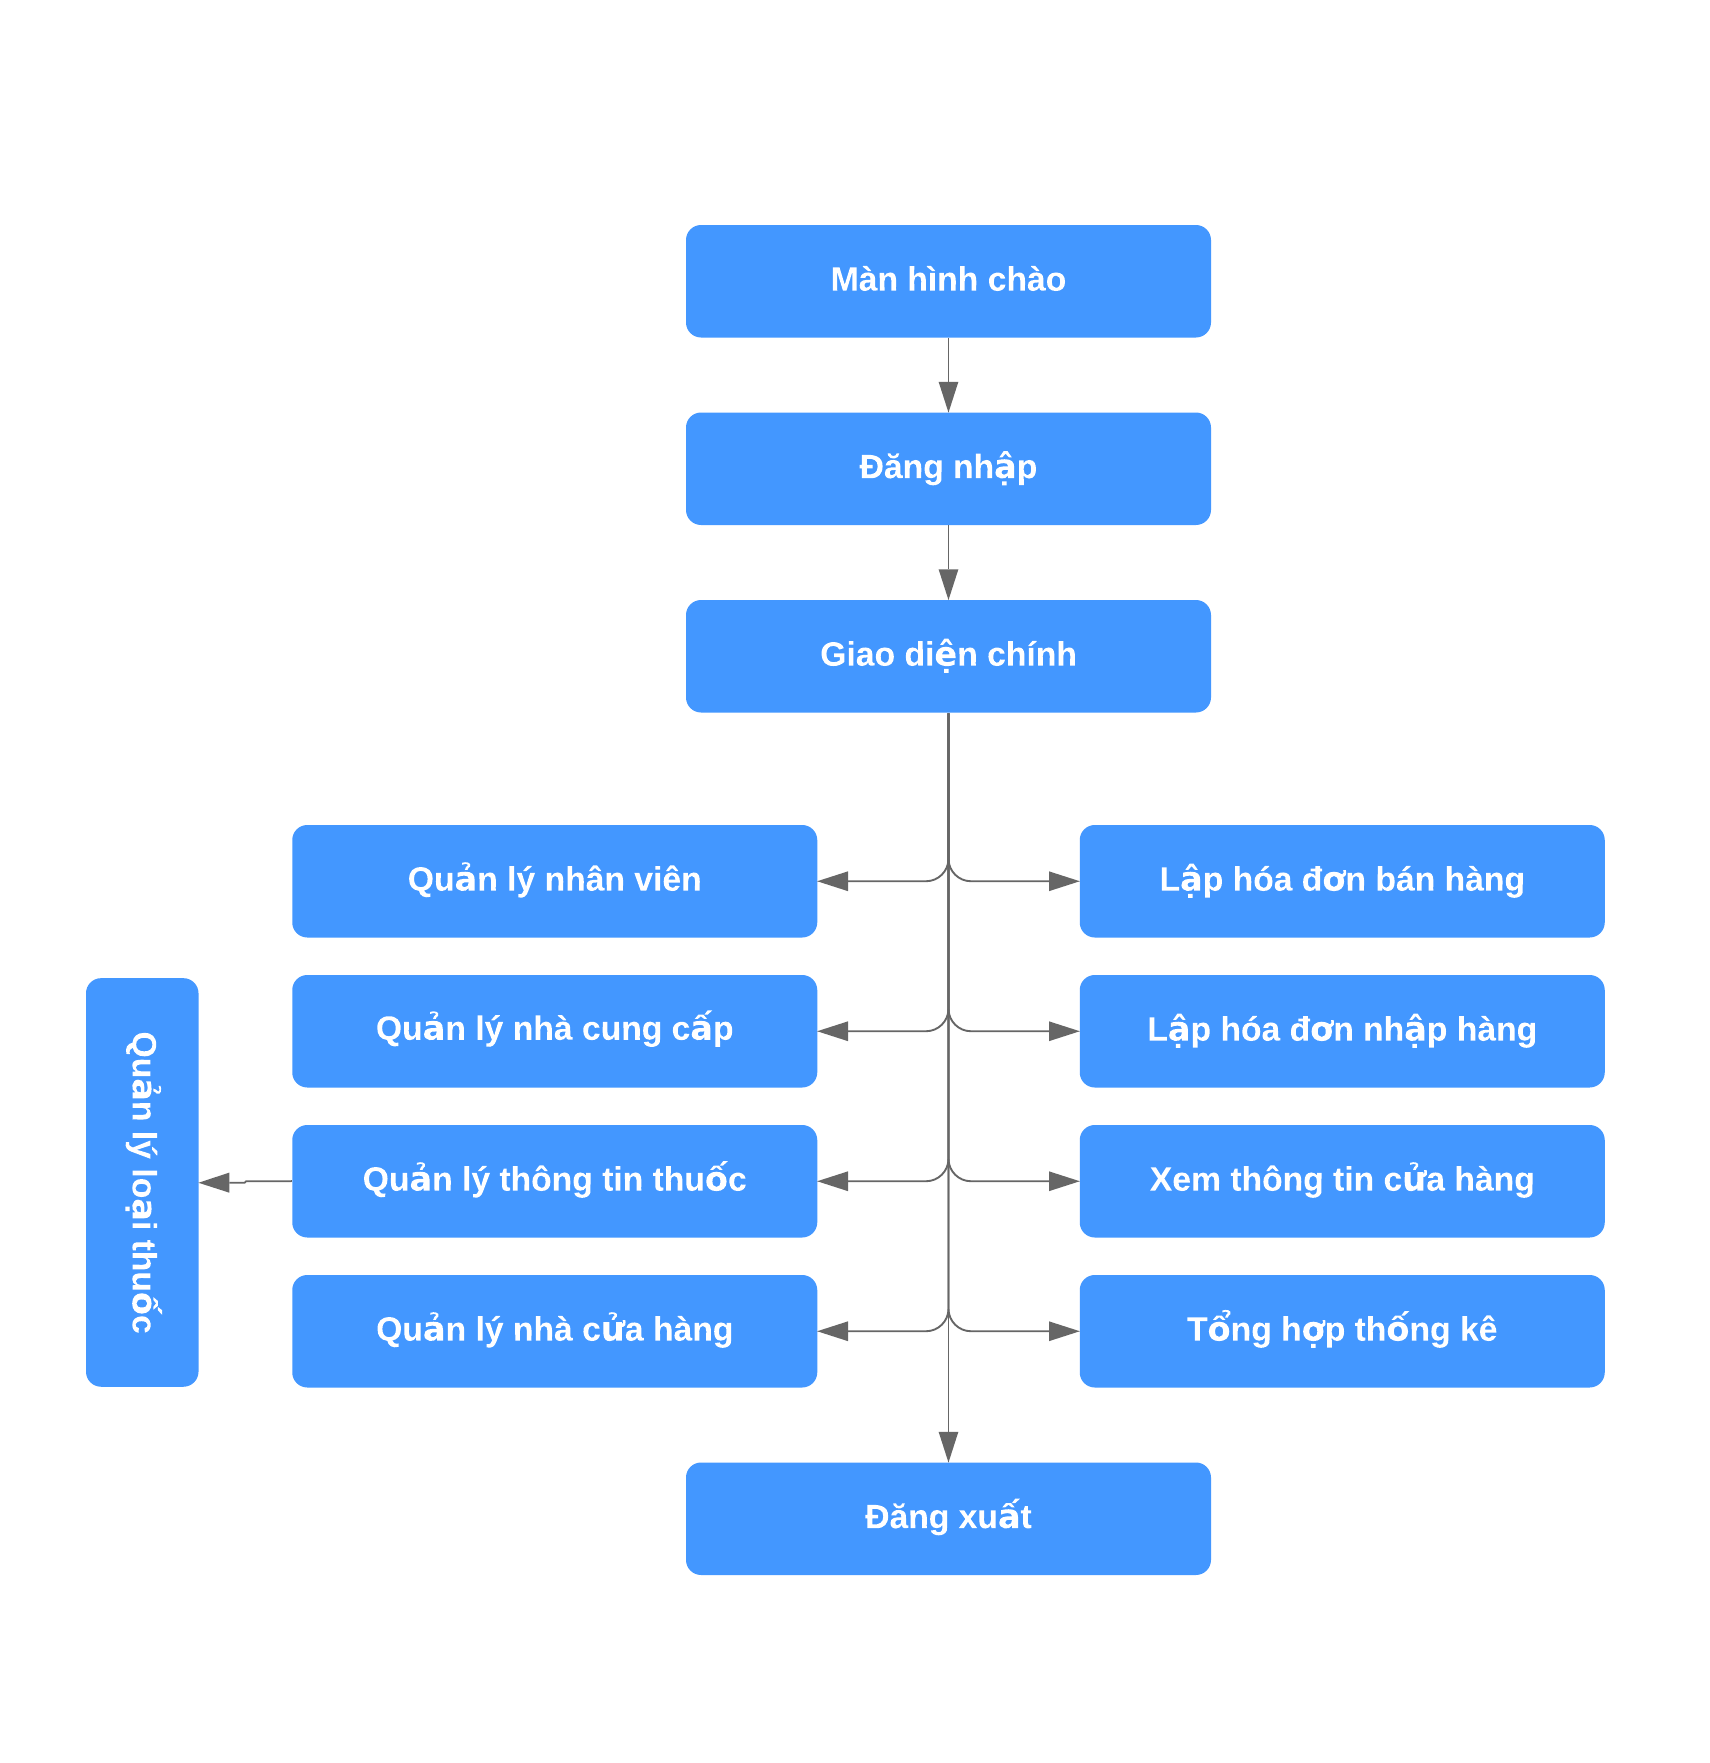 Màn hình chào
Đăng nhập
Giao diện chính
Quản lý nhân viên
Lập hóa đơn bán hàng
Quản lý nhà cung cấp
Lập hóa đơn nhập hàng
Quản lý loại thuốc
Quản lý thông tin thuốc
Xem thông tin cửa hàng
Quản lý nhà cửa hàng
Tổng hợp thống kê
Đăng xuất